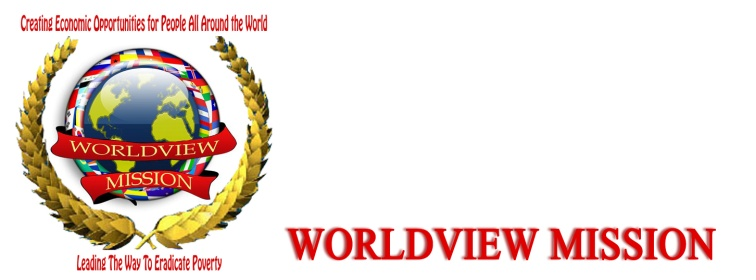 Creating Economic Opportunities for People All Around the World
WORLDVIEW
MISSION
Leading The Way To Eradicate Poverty
WORLDVIEW MISSION